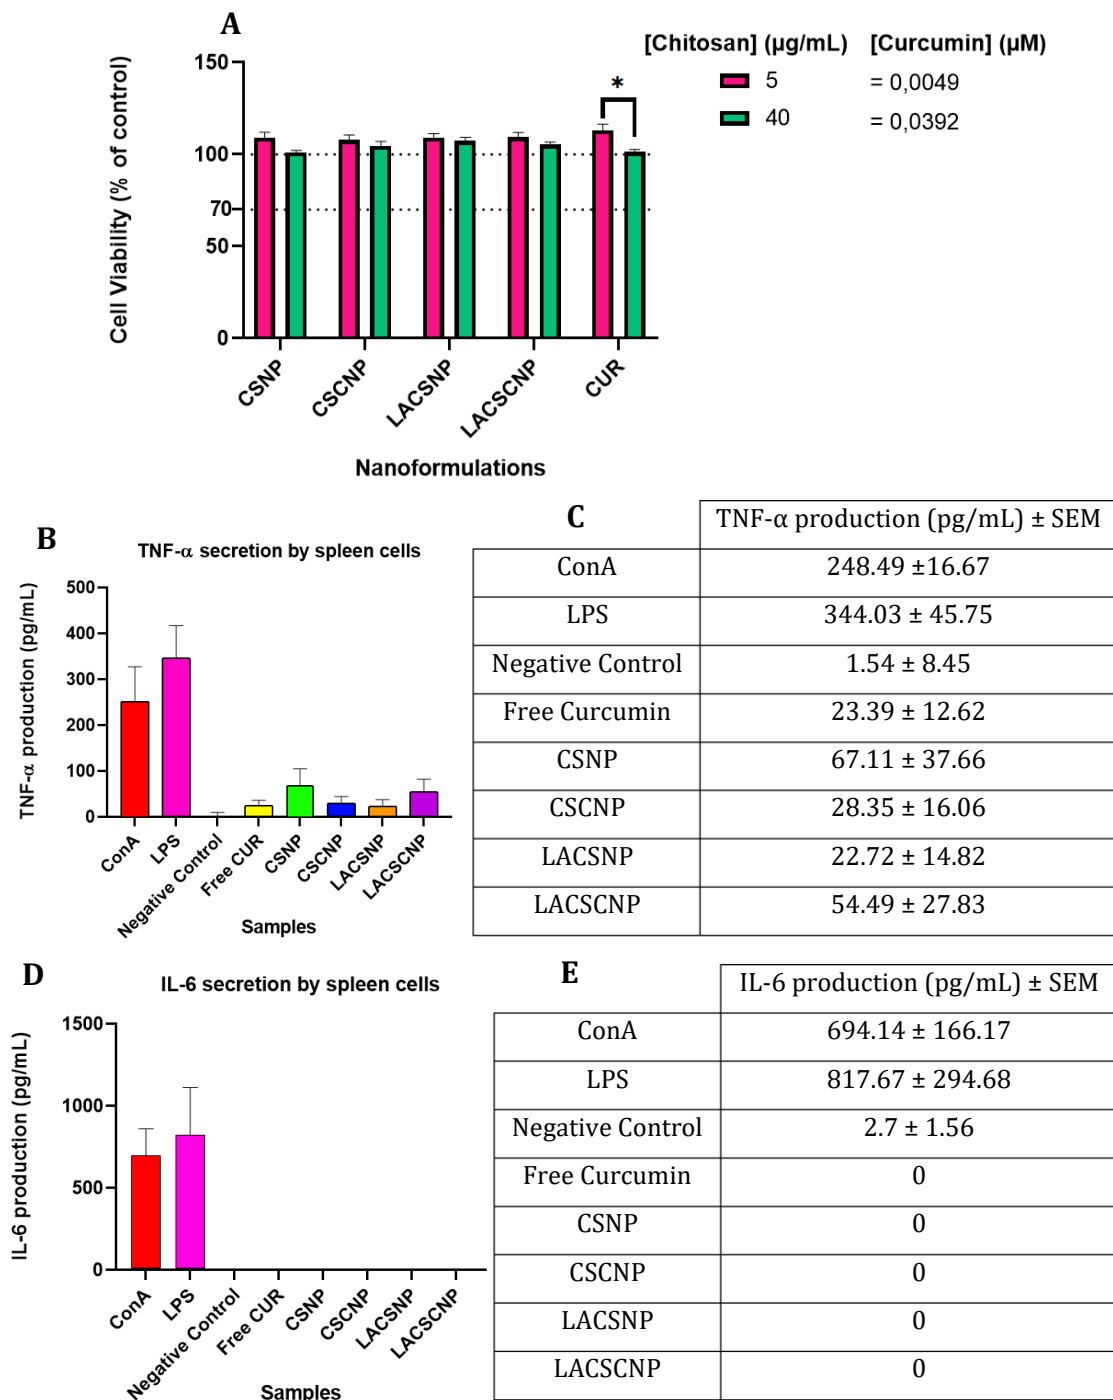 A
[Chitosan] (µg/mL) [Curcumin] (µM)
5 = 0,0049
40 = 0,0392
*
Cell Viability (% of control)
150
100
70
50
0
CSNP
CSCNP
LACSNP
LACSCNP
CUR
Nanoformulations
B
TNF-α secretion by spleen cells
TNF-α production (pg/mL)
500
400
300
200
100
0
ConA
LPS
Negative Control
Free CUR
CSNP
CSCNP
LACSNP
LACSCNP
Samples
C
TNF-α production (pg/mL) ± SEM
ConA 248.49 ±16.67
LPS 344.03 ± 45.75
Negative Control 1.54 ± 8.45
Free Curcumin 23.39 ± 12.62
CSNP 67.11 ± 37.66
CSCNP 28.35 ± 16.06
LACSNP 22.72 ± 14.82
LACSCNP 54.49 ± 27.83
D
IL-6 secretion by spleen cells
IL-6 production (pg/mL)
1500
1000
500
0
ConA
LPS
Negative Control
Free CUR
CSNP
CSCNP
LACSNP
LACSCNP
Samples
E
IL-6 production (pg/mL) ± SEM
ConA 694.14 ± 166.17
LPS 817.67 ± 294.68
Negative Control 2.7 ± 1.56
Free Curcumin 0
CSNP 0
CSCNP 0
LACSNP 0
LACSCNP 0